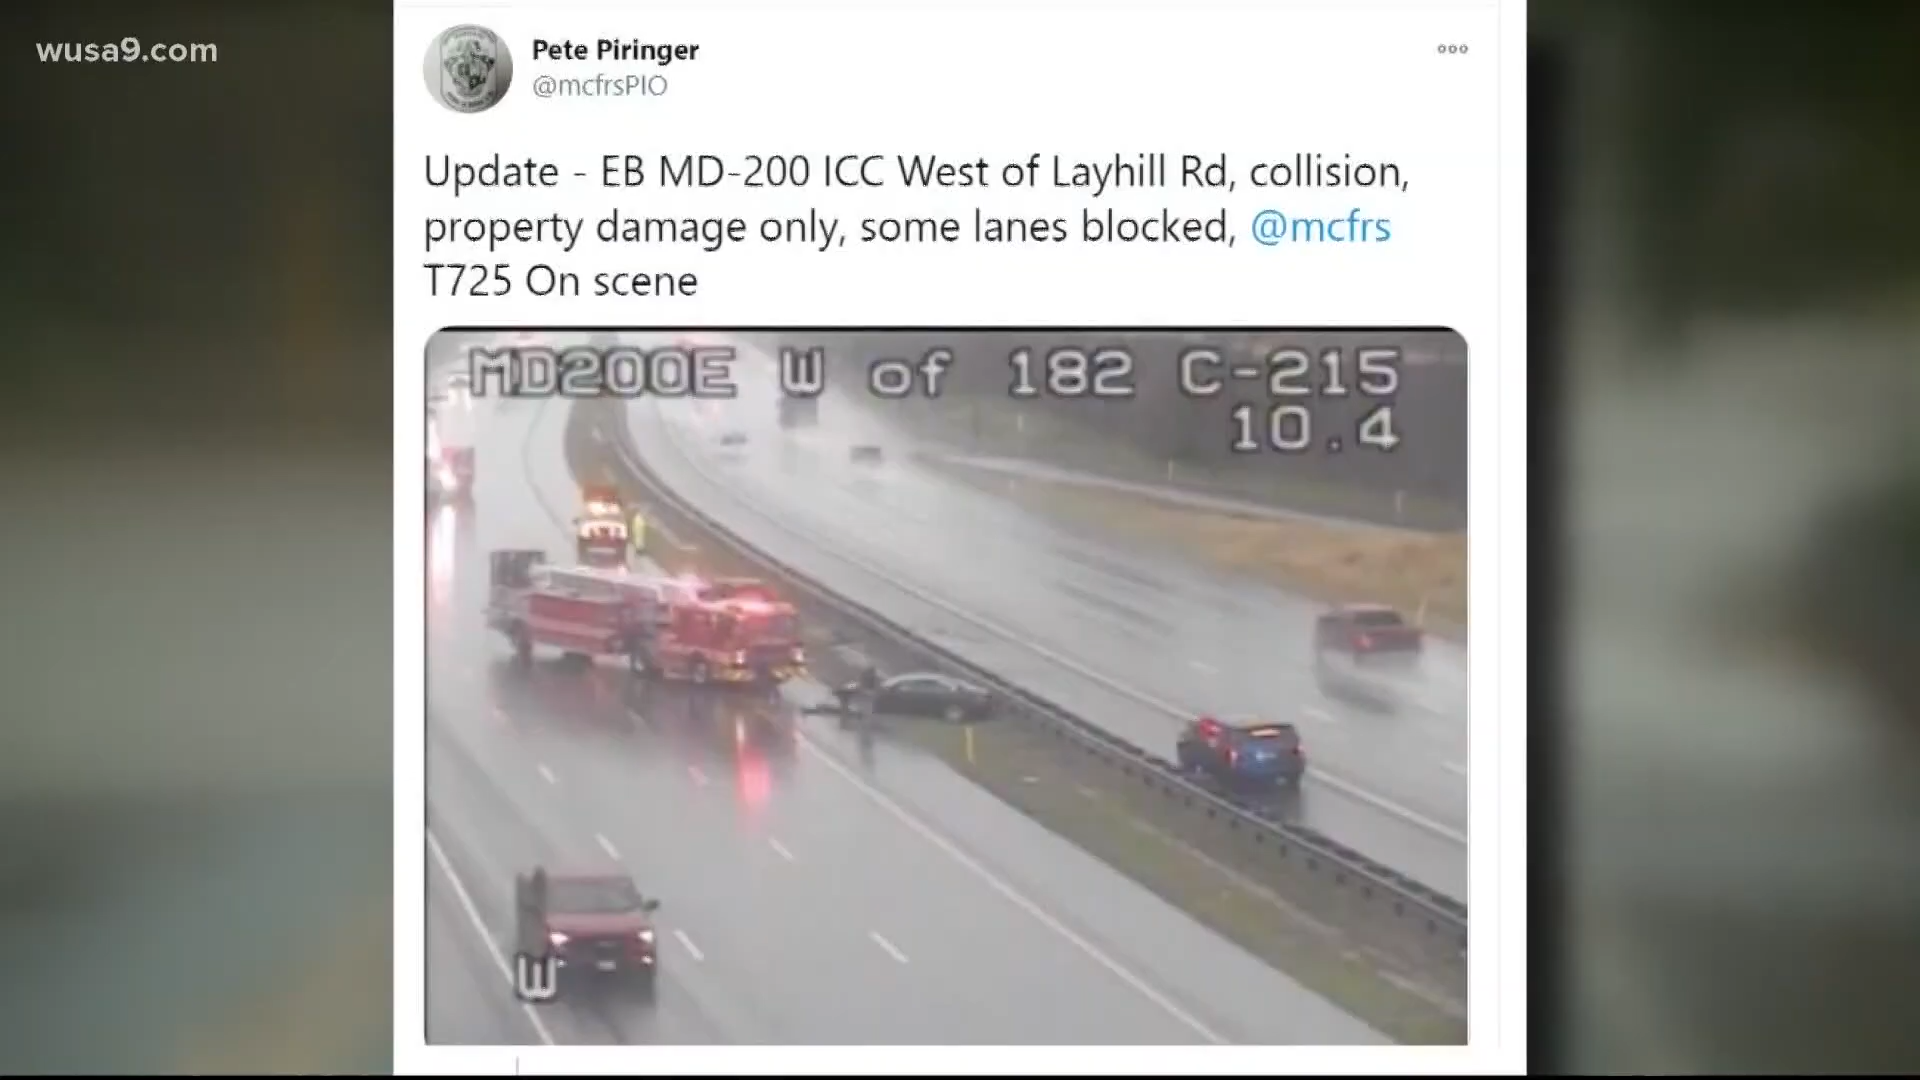 wusa9.com
Pete Piringer
@mcfrsPIO
Update - EB MD-200 ICC West of Layhill Rd, collision,
property damage only, some lanes blocked, @mcfrs
T725 On scene
MD200E W of 182 C-215
10.4
W